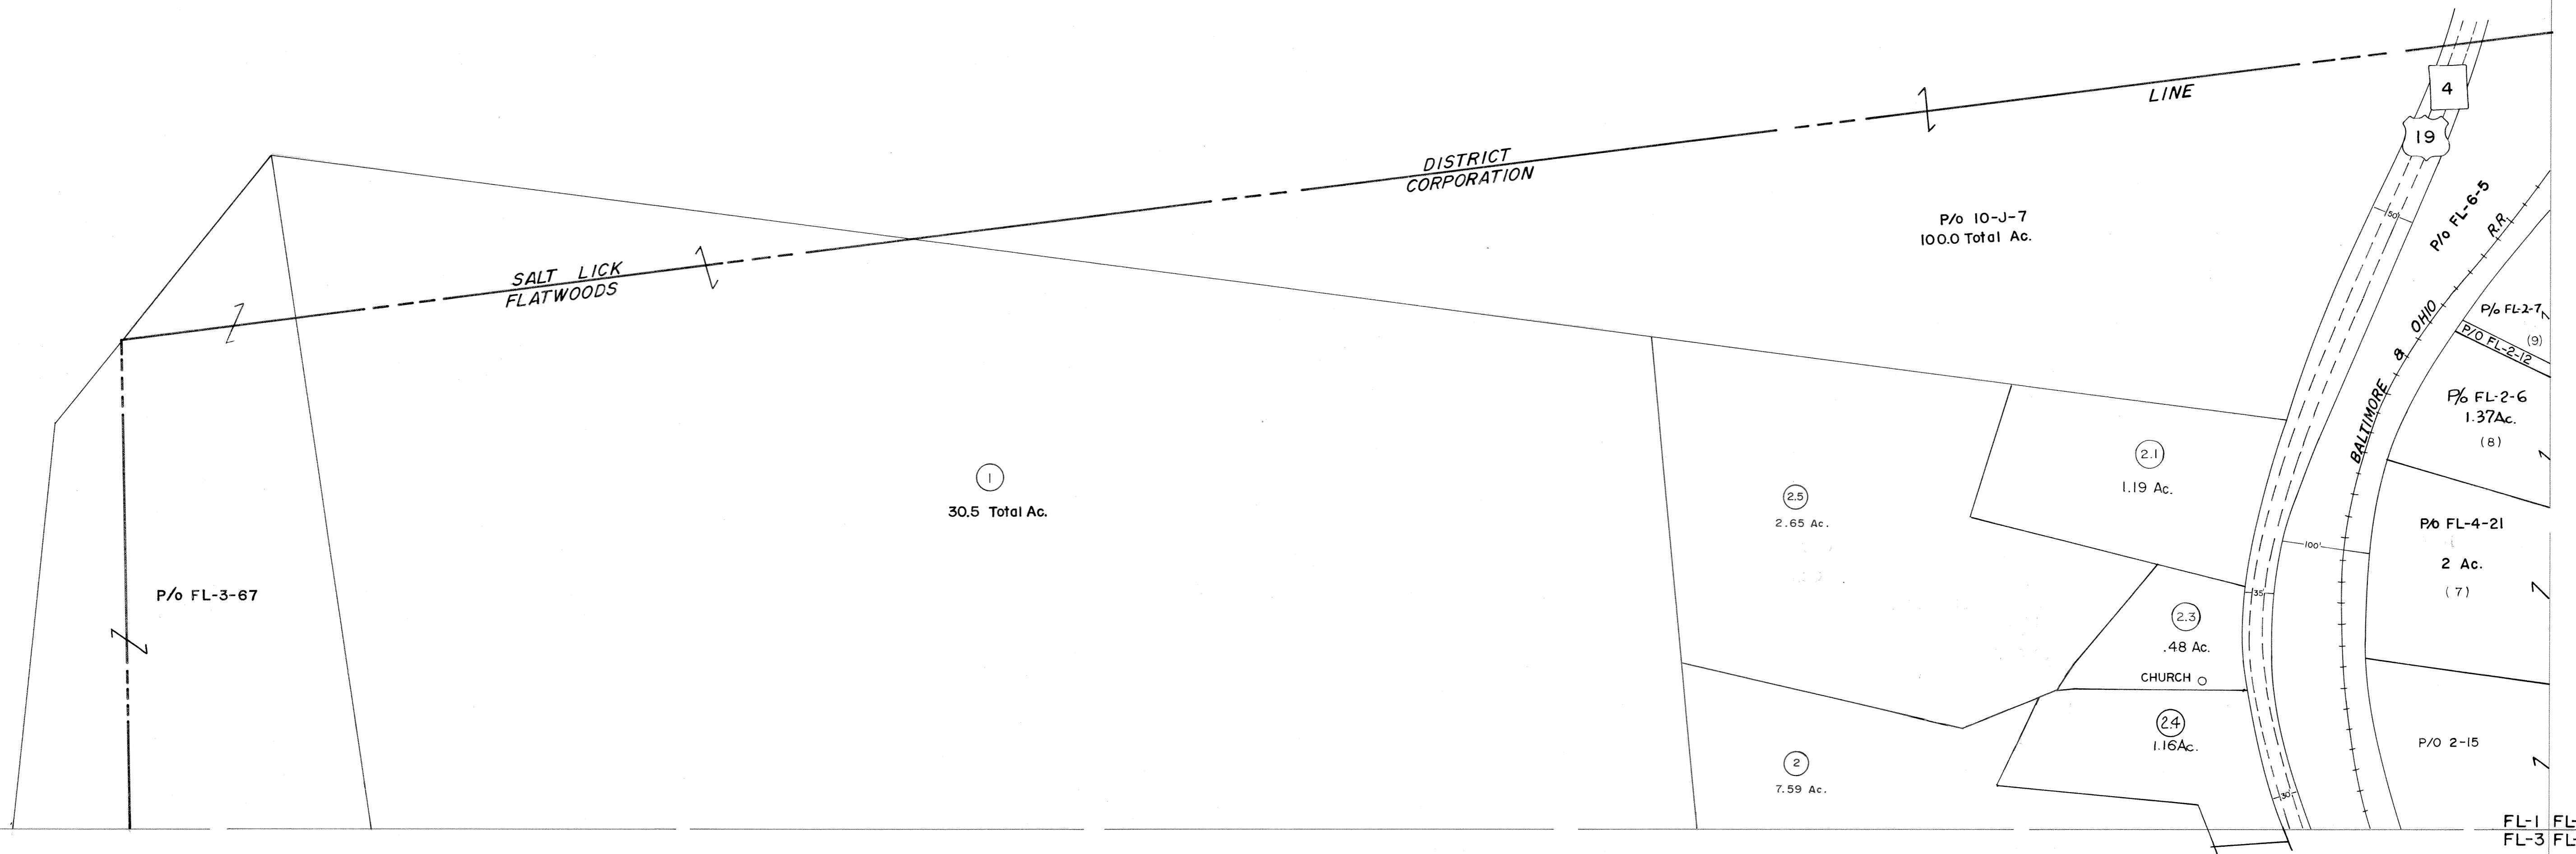 4
19
LINE
DISTRICT
CORPORATION
SALT LICK
FLATWOODS
P/o 10-J-7
100.0 Total Ac.
50'
P/o FL-6-5
BALTIMORE & OHIO R.R.
P/o FL-2-7
(9)
P/O FL-2-12
P/o FL-2-6
1.37Ac.
(8)
2.1
1.19 Ac.
1
30.5 Total Ac.
2.5
2.65 Ac.
P/o FL-4-21
2 Ac.
(7)
100'
35'
P/o FL-3-67
2.3
.48 Ac.
CHURCH
2.4
1.16Ac.
P/O 2-15
2
7.59 Ac.
30'
FL-1 FL-
FL-3 FL-